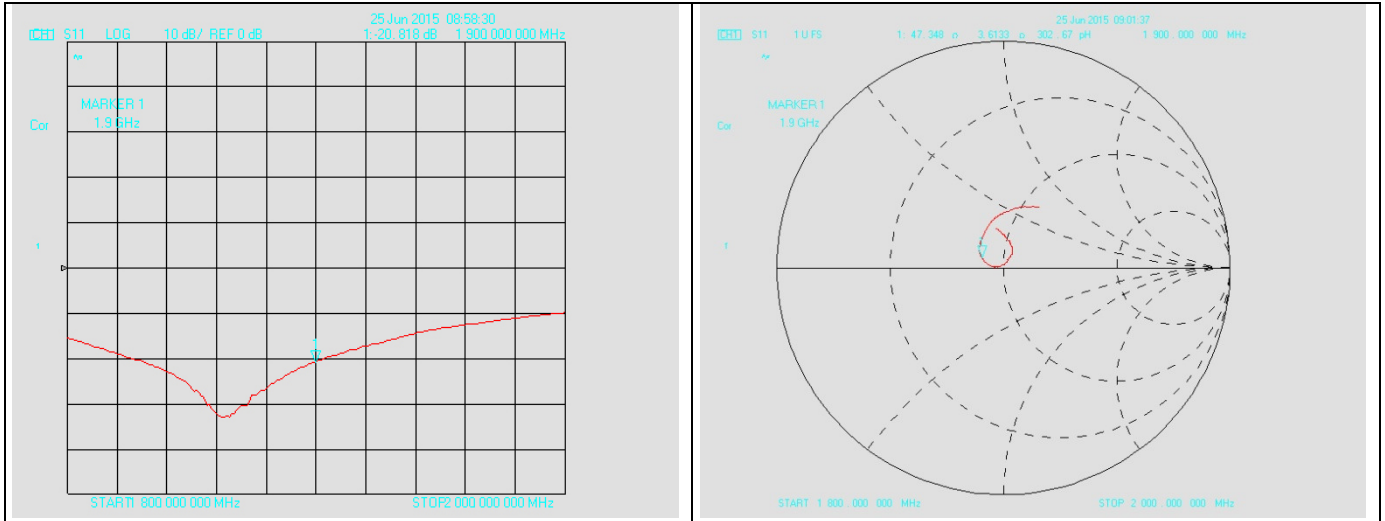 25 Jun 2015 08:58:30
CH1 S11 LOG 10 dB/ REF 0 dB 1:-20.818 dB 1 900 000 000 MHz
MARKER 1
1.9 GHz
Cor
1
1
START1 800 000 000 MHz STOP2 000 000 000 MHz
25 Jun 2015 09:01:37
CH1 S11 1 U FS 1: 47.348 Ω 3.6133 Ω 302.67 pH 1 900.000 000 MHz
MARKER 1
1.9 GHz
Cor
1
START 1 800 . 000 000 MHz STOP 2 000 . 000 000 MHz